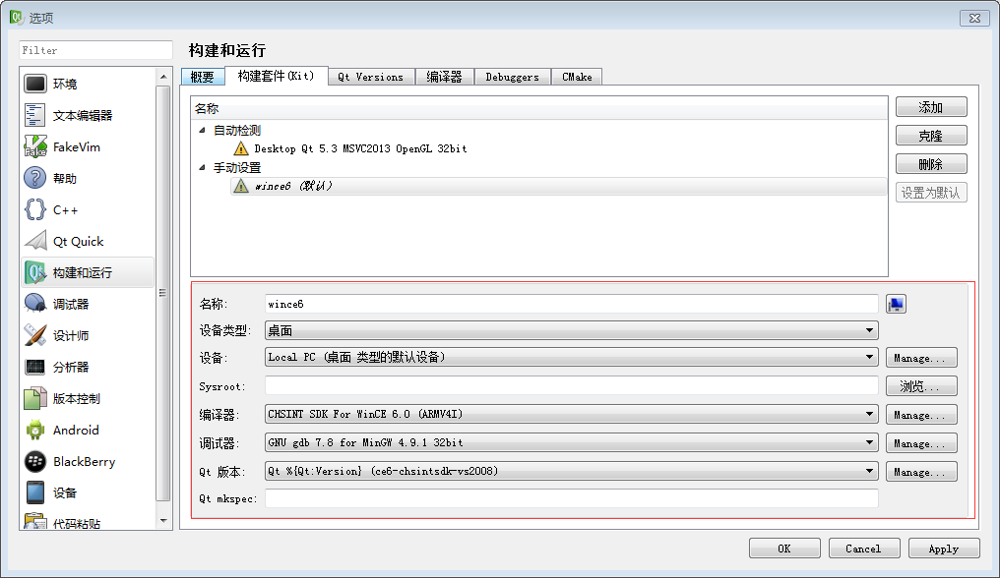 选项
Filter
环境
文本编辑器
FakeVim
帮助
C++
Qt Quick
构建和运行
调试器
设计师
分析器
版本控制
Android
BlackBerry
设备
代码粘贴
构建和运行
概要 构建套件(Kit) Qt Versions 编译器 Debuggers CMake
名称
自动检测
Desktop Qt 5.3 MSVC2013 OpenGL 32bit
手动设置
wince6 (默认)
添加
克隆
删除
设置为默认
名称: wince6
设备类型: 桌面
设备: Local PC (桌面 类型的默认设备) Manage...
Sysroot: 浏览...
编译器: CHSINT SDK For WinCE 6.0 (ARMV4I) Manage...
调试器: GNU gdb 7.8 for MinGW 4.9.1 32bit Manage...
Qt 版本: Qt %{Qt:Version} (ce6-chsintsdk-vs2008) Manage...
Qt mkspec:
OK Cancel Apply